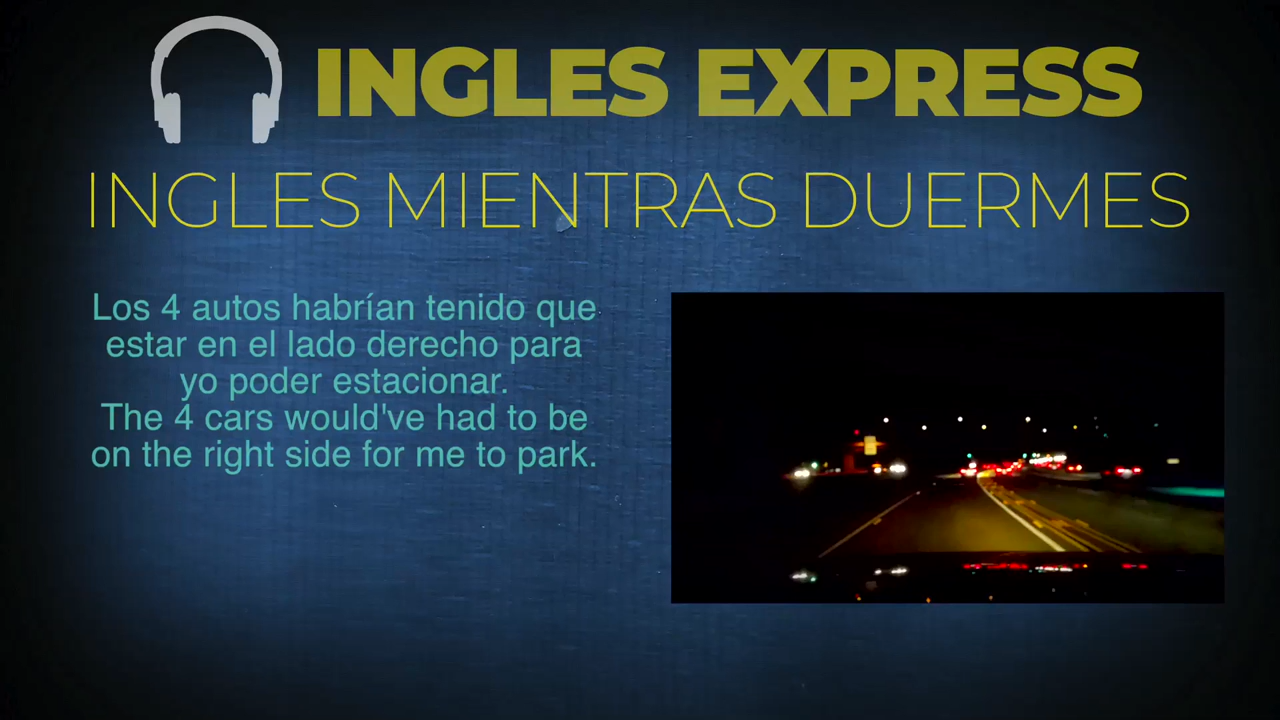 INGLES EXPRESS
INGLES MIENTRAS DUERMES
Los 4 autos habrían tenido que
estar en el lado derecho para
yo poder estacionar.
The 4 cars would've had to be
on the right side for me to park.